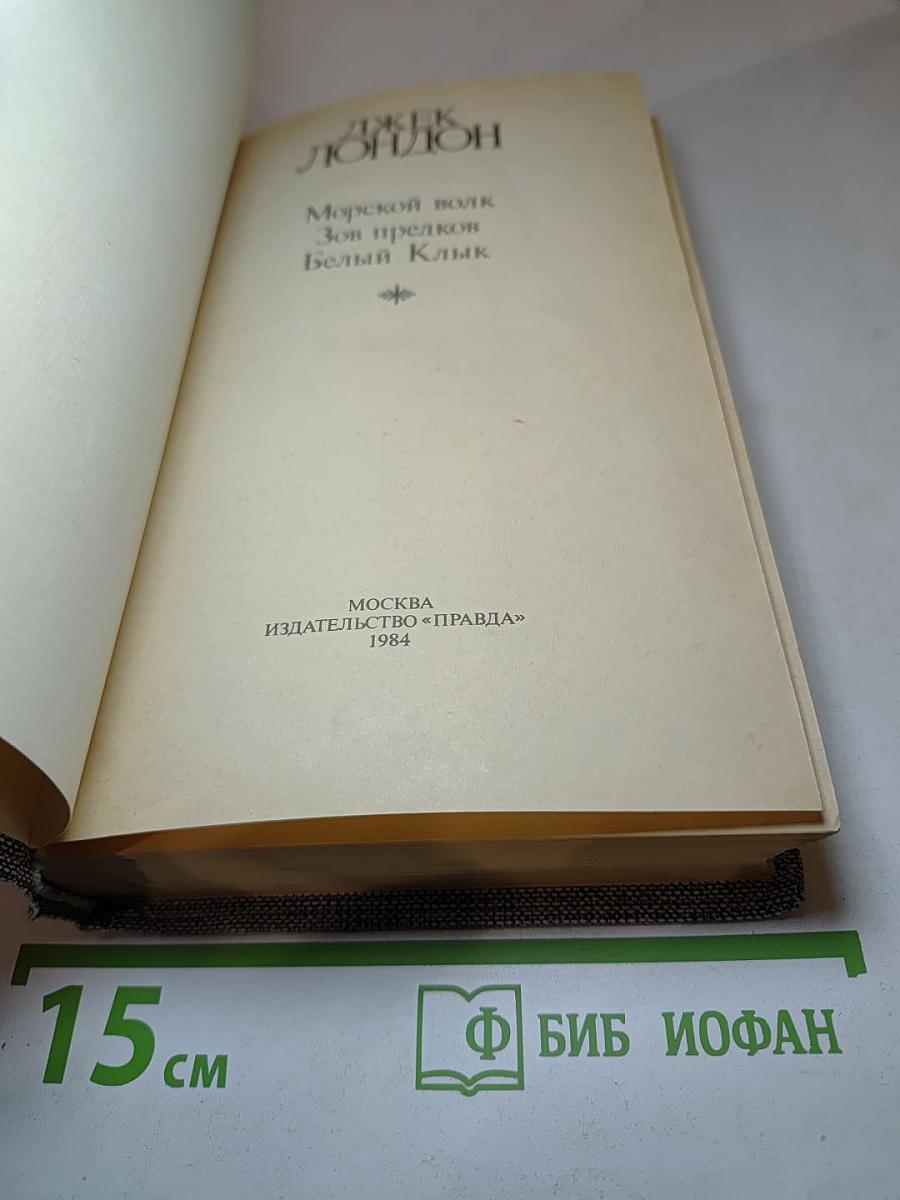 ДЖЕК
ЛОНДОН
Морской волк
Зов предков
Белый Клык
МОСКВА
ИЗДАТЕЛЬСТВО «ПРАВДА»
1984
15 см
Ф БИБ ИОФАН